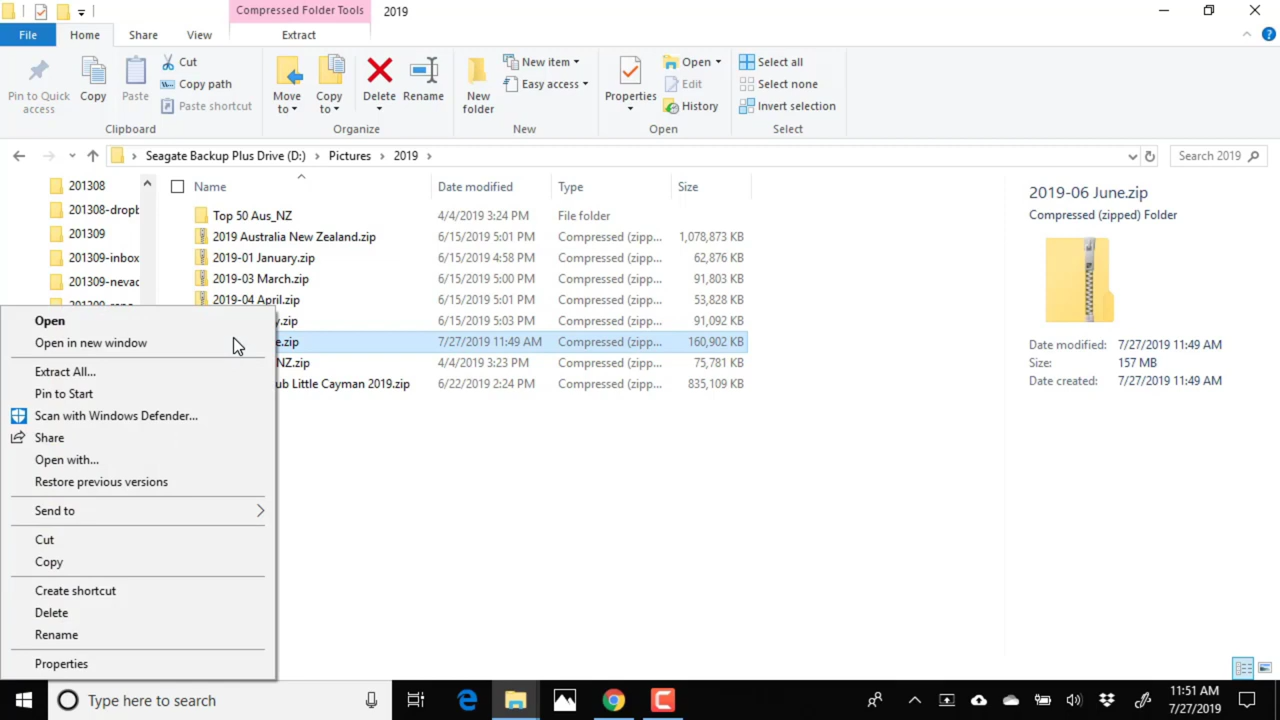 Compressed Folder Tools
2019
File
Home
Share
View
Extract
Pin to Quick access
Copy
Paste
Cut
Copy path
Paste shortcut
Clipboard
Move to
Copy to
Delete
Rename
Organize
New folder
New item
Easy access
New
Properties
Open
Edit
History
Open
Select all
Select none
Invert selection
Select
Seagate Backup Plus Drive (D:) > Pictures > 2019 >
Search 2019
201308
201308-dropb
201309
201309-inbox
201309-nevac
Name Date modified Type Size
Top 50 Aus_NZ 4/4/2019 3:24 PM File folder
2019 Australia New Zealand.zip 6/15/2019 5:01 PM Compressed (zipp... 1,078,873 KB
2019-01 January.zip 6/15/2019 4:58 PM Compressed (zipp... 62,876 KB
2019-03 March.zip 6/15/2019 5:00 PM Compressed (zipp... 91,803 KB
2019-04 April.zip 6/15/2019 5:01 PM Compressed (zipp... 53,828 KB
y.zip 6/15/2019 5:03 PM Compressed (zipp... 91,092 KB
e.zip 7/27/2019 11:49 AM Compressed (zipp... 160,902 KB
NZ.zip 4/4/2019 3:23 PM Compressed (zipp... 75,781 KB
ub Little Cayman 2019.zip 6/22/2019 2:24 PM Compressed (zipp... 835,109 KB
Open
Open in new window
Extract All...
Pin to Start
Scan with Windows Defender...
Share
Open with...
Restore previous versions
Send to
Cut
Copy
Create shortcut
Delete
Rename
Properties
2019-06 June.zip
Compressed (zipped) Folder
Date modified: 7/27/2019 11:49 AM
Size: 157 MB
Date created: 7/27/2019 11:49 AM
Type here to search
11:51 AM
7/27/2019